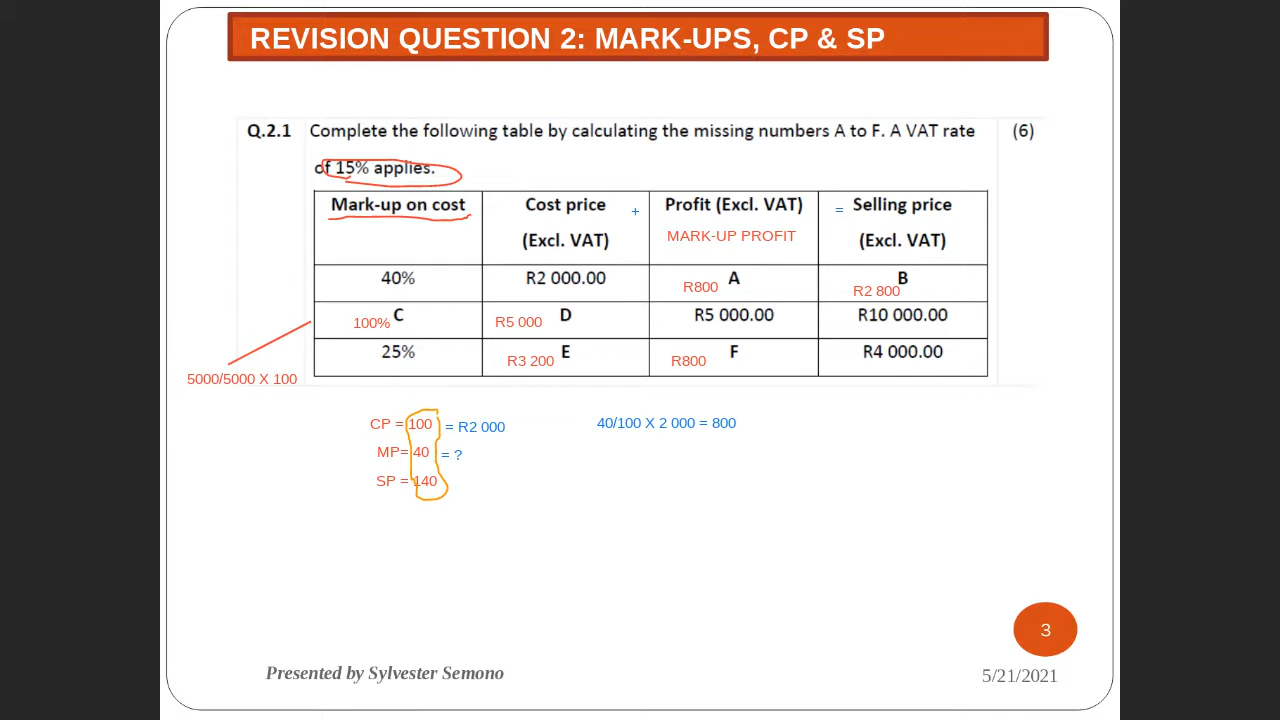 REVISION QUESTION 2: MARK-UPS, CP & SP
Q.2.1 Complete the following table by calculating the missing numbers A to F. A VAT rate (6)
of 15% applies.
Mark-up on cost Cost price + Profit (Excl. VAT) = Selling price
(Excl. VAT) MARK-UP PROFIT (Excl. VAT)
40% R2 000.00 R800 A R2 800 B
100% C R5 000 D R5 000.00 R10 000.00
25% R3 200 E R800 F R4 000.00
5000/5000 X 100
CP = 100 = R2 000 40/100 X 2 000 = 800
MP= 40 = ?
SP = 140
3
Presented by Sylvester Semono 5/21/2021